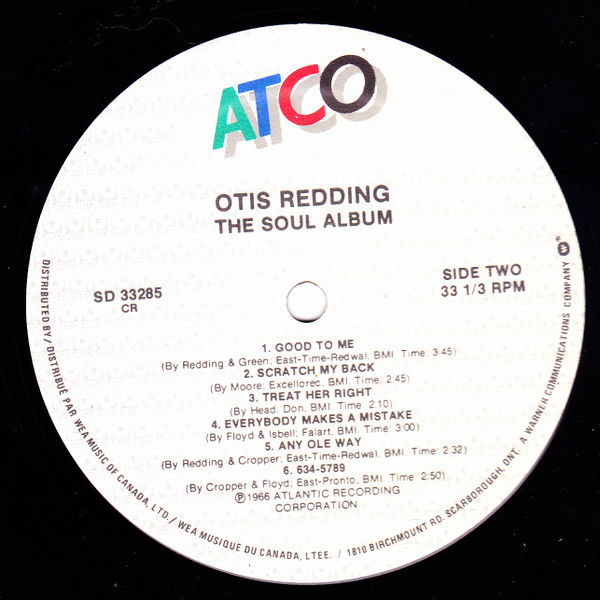 ATCO
OTIS REDDING
THE SOUL ALBUM
SD 33285
CR
SIDE TWO
33 1/3 RPM
1. GOOD TO ME
(By Redding & Green; East-Time-Redwal, BMI. Time: 3:45)
2. SCRATCH MY BACK
(By Moore; Excellorec, BMI. Time: 2:45)
3. TREAT HER RIGHT
(By Head; Don, BMI. Time: 2:10)
4. EVERYBODY MAKES A MISTAKE
(By Floyd & Isbell; Falart, BMI. Time: 3:00)
5. ANY OLE WAY
(By Redding & Cropper; East-Time-Redwal, BMI. Time: 2:32)
6. 634-5789
(By Cropper & Floyd; East-Pronto, BMI. Time: 2:50)
℗1966 ATLANTIC RECORDING
CORPORATION
DISTRIBUTED BY / DISTRIBUÉ PAR WEA MUSIC OF CANADA, LTD. / WEA MUSIQUE DU CANADA, LTEE. / 1810 BIRCHMOUNT RD. SCARBOROUGH, ONT. A WARNER COMMUNICATIONS COMPANY ®